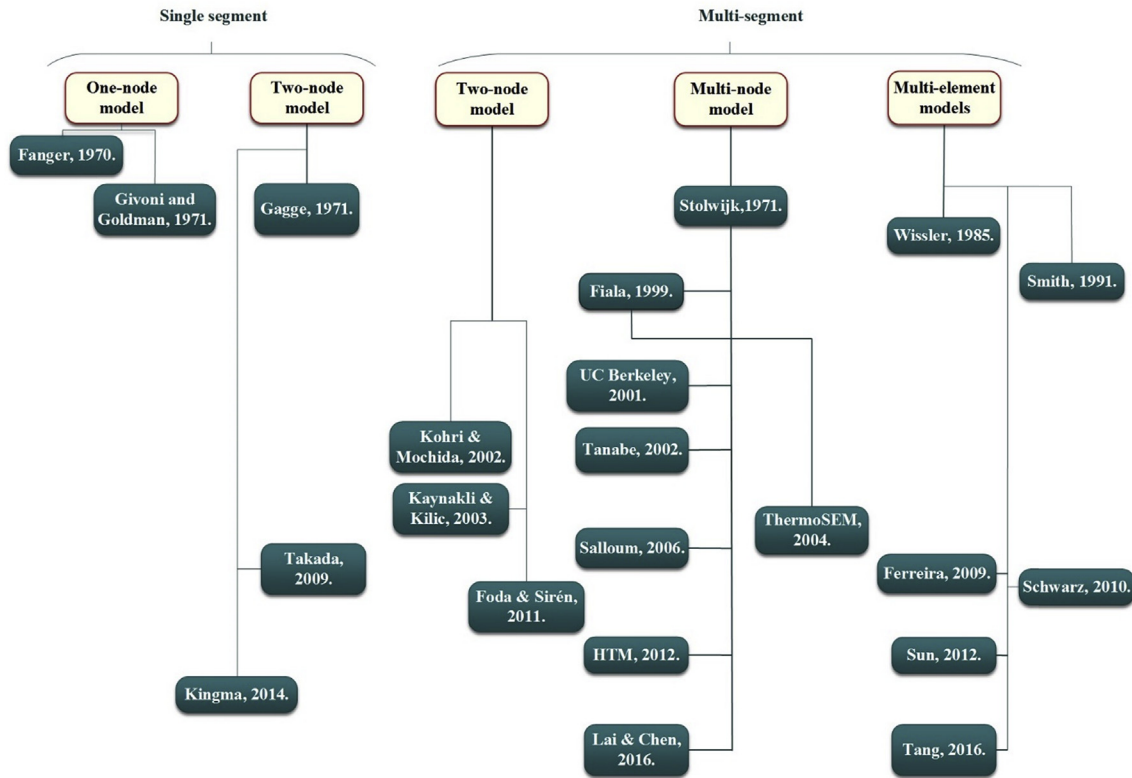 Single segment
Multi-segment
One-node
model
Two-node
model
Two-node
model
Multi-node
model
Multi-element
models
Fanger, 1970.
Givoni and
Goldman, 1971.
Gagge, 1971.
Stolwijk,1971.
Wissler, 1985.
Smith, 1991.
Fiala, 1999.
UC Berkeley,
2001.
Kohri &
Mochida, 2002.
Tanabe, 2002.
Kaynakli &
Kilic, 2003.
ThermoSEM,
2004.
Salloum, 2006.
Takada,
2009.
Ferreira, 2009.
Schwarz, 2010.
Foda & Sirén,
2011.
HTM, 2012.
Sun, 2012.
Kingma, 2014.
Lai & Chen,
2016.
Tang, 2016.